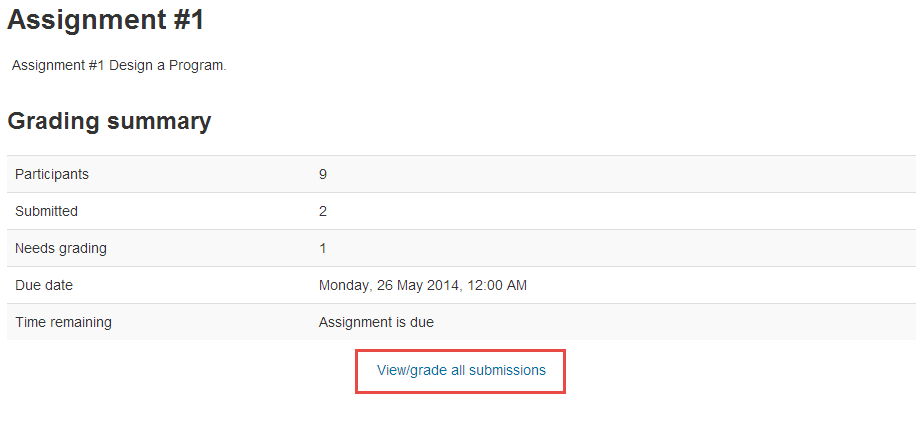 Assignment #1
Assignment #1 Design a Program.
Grading summary
Participants 9
Submitted 2
Needs grading 1
Due date Monday, 26 May 2014, 12:00 AM
Time remaining Assignment is due
View/grade all submissions